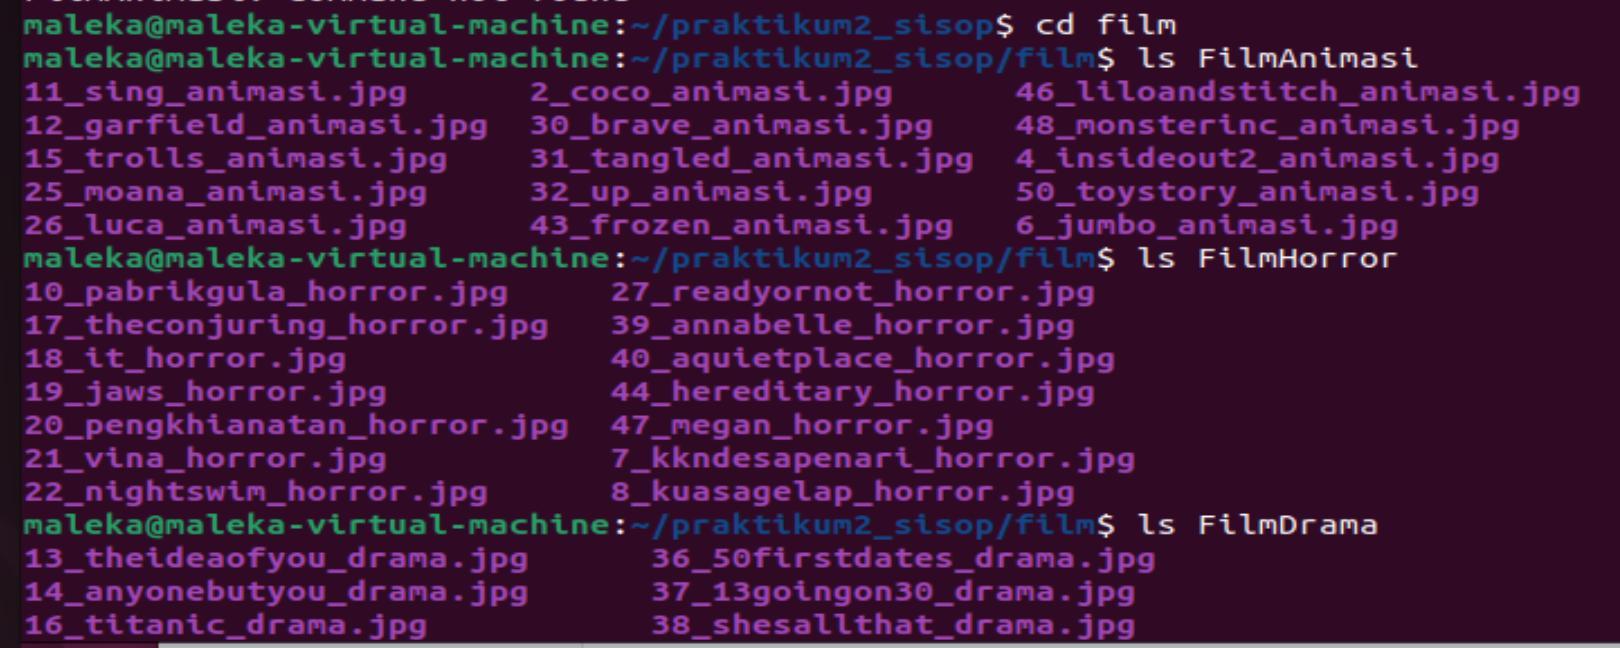 maleka@maleka-virtual-machine:~/praktikum2_sisop$ cd film
maleka@maleka-virtual-machine:~/praktikum2_sisop/film$ ls FilmAnimasi
11_sing_animasi.jpg 2_coco_animasi.jpg 46_liloandstitch_animasi.jpg
12_garfield_animasi.jpg 30_brave_animasi.jpg 48_monsterinc_animasi.jpg
15_trolls_animasi.jpg 31_tangled_animasi.jpg 4_insideout2_animasi.jpg
25_moana_animasi.jpg 32_up_animasi.jpg 50_toystory_animasi.jpg
26_luca_animasi.jpg 43_frozen_animasi.jpg 6_jumbo_animasi.jpg
maleka@maleka-virtual-machine:~/praktikum2_sisop/film$ ls FilmHorror
10_pabrikgula_horror.jpg 27_readyornot_horror.jpg
17_theconjuring_horror.jpg 39_annabelle_horror.jpg
18_it_horror.jpg 40_aquietplace_horror.jpg
19_jaws_horror.jpg 44_hereditary_horror.jpg
20_pengkhianatan_horror.jpg 47_megan_horror.jpg
21_vina_horror.jpg 7_kkndesapenari_horror.jpg
22_nightswim_horror.jpg 8_kuasagelap_horror.jpg
maleka@maleka-virtual-machine:~/praktikum2_sisop/film$ ls FilmDrama
13_theideaofyou_drama.jpg 36_50firstdates_drama.jpg
14_anyonebutyou_drama.jpg 37_13goingon30_drama.jpg
16_titanic_drama.jpg 38_shesallthat_drama.jpg